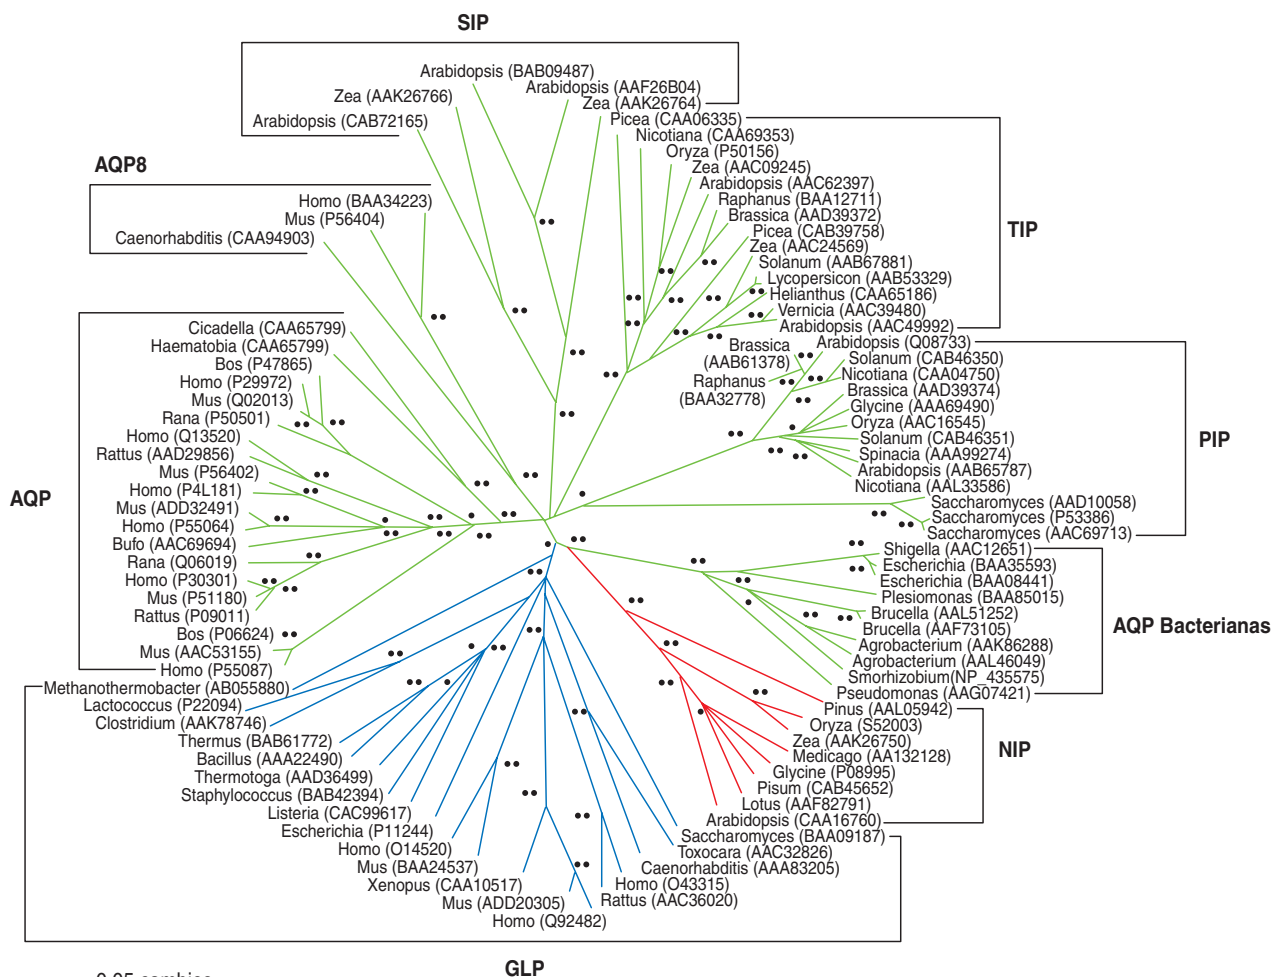 SIP
Arabidopsis (BAB09487)
Arabidopsis (AAF26B04)
Zea (AAK26766)
Zea (AAK26764)
Arabidopsis (CAB72165)
Picea (CAA06335)
Nicotiana (CAA69353)
Oryza (P50156)
Zea (AAC09245)
Arabidopsis (AAC62397)
Raphanus (BAA12711)
Brassica (AAD39372)
Picea (CAB39758)
Zea (AAC24569)
Solanum (AAB67881)
Lycopersicon (AAB53329)
Helianthus (CAA65186)
Vernicia (AAC39480)
Arabidopsis (AAC49992)
TIP
AQP8
Homo (BAA34223)
Mus (P56404)
Caenorhabditis (CAA94903)
Brassica
(AAB61378)
Raphanus
(BAA32778)
Arabidopsis (Q08733)
Solanum (CAB46350)
Nicotiana (CAA04750)
Brassica (AAD39374)
Glycine (AAA69490)
Oryza (AAC16545)
Solanum (CAB46351)
Spinacia (AAA99274)
Arabidopsis (AAB65787)
Nicotiana (AAL33586)
Saccharomyces (AAD10058)
Saccharomyces (P53386)
Saccharomyces (AAC69713)
PIP
Cicadella (CAA65799)
Haematobia (CAA65799)
Bos (P47865)
Homo (P29972)
Mus (Q02013)
Rana (P50501)
Homo (Q13520)
Rattus (AAD29856)
Mus (P56402)
Homo (P4L181)
Mus (ADD32491)
Homo (P55064)
Bufo (AAC69694)
Rana (Q06019)
Homo (P30301)
Mus (P51180)
Rattus (P09011)
Bos (P06624)
Mus (AAC53155)
Homo (P55087)
AQP
Shigella (AAC12651)
Escherichia (BAA35593)
Escherichia (BAA08441)
Plesiomonas (BAA85015)
Brucella (AAL51252)
Brucella (AAF73105)
Agrobacterium (AAK86288)
Agrobacterium (AAL46049)
Smorhizobium(NP_435575)
Pseudomonas (AAG07421)
AQP Bacterianas
Pinus (AAL05942)
Oryza (S52003)
Zea (AAK26750)
Medicago (AA132128)
Glycine (P08995)
Pisum (CAB45652)
Lotus (AAF82791)
Arabidopsis (CAA16760)
NIP
Methanothermobacter (AB055880)
Lactococcus (P22094)
Clostridium (AAK78746)
Thermus (BAB61772)
Bacillus (AAA22490)
Thermotoga (AAD36499)
Staphylococcus (BAB42394)
Listeria (CAC99617)
Escherichia (P11244)
Homo (O14520)
Mus (BAA24537)
Xenopus (CAA10517)
Mus (ADD20305)
Homo (Q92482)
Saccharomyces (BAA09187)
Toxocara (AAC32826)
Caenorhabditis (AAA83205)
Homo (O43315)
Rattus (AAC36020)
GLP
0.05 cambios